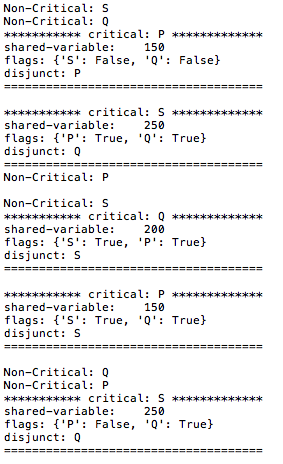 Non-Critical: S
Non-Critical: Q
*********** critical: P *************
shared-variable:    150
flags: {'S': False, 'Q': False}
disjunct: P
=====================================

*********** critical: S *************
shared-variable:    250
flags: {'P': True, 'Q': True}
disjunct: Q
=====================================
Non-Critical: P

Non-Critical: S
*********** critical: Q *************
shared-variable:    200
flags: {'S': True, 'P': True}
disjunct: S
=====================================

*********** critical: P *************
shared-variable:    150
flags: {'S': True, 'Q': True}
disjunct: S
=====================================

Non-Critical: Q
Non-Critical: P
*********** critical: S *************
shared-variable:    250
flags: {'P': False, 'Q': True}
disjunct: Q
=====================================